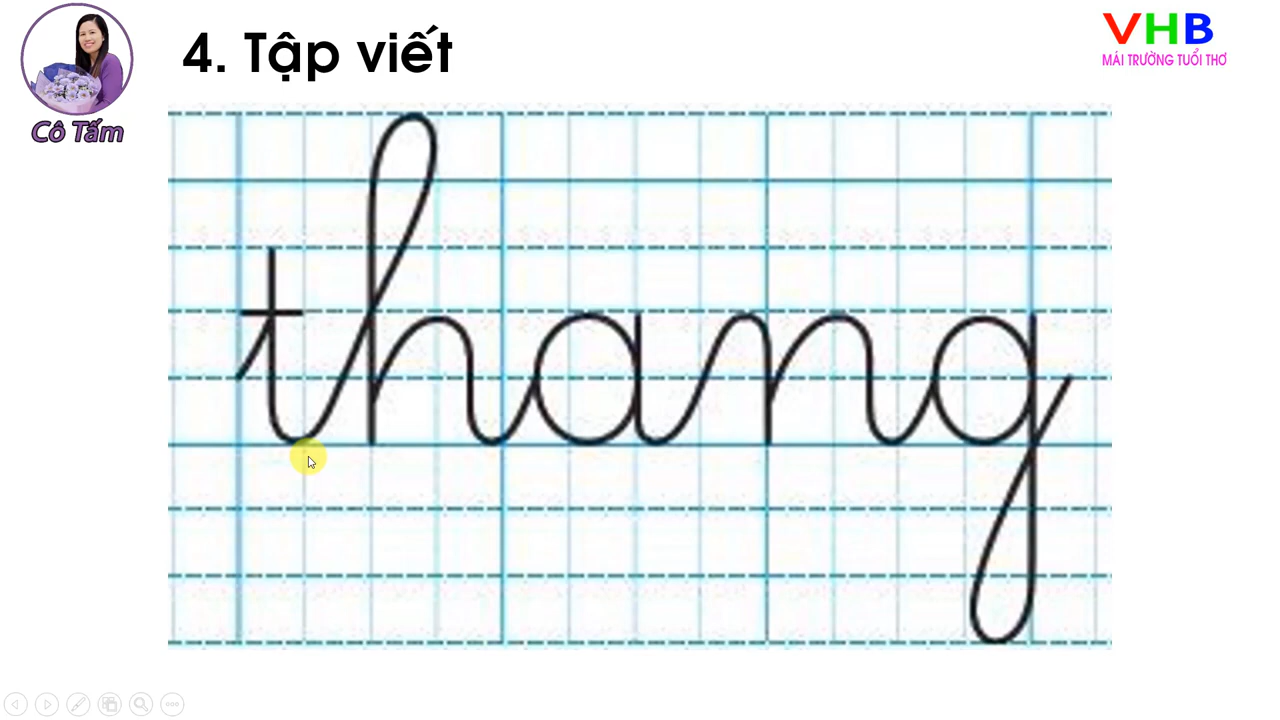 4. Tập viết
VHB
MÁI TRƯỜNG TUỔI THƠ
Cô Tấm
thang